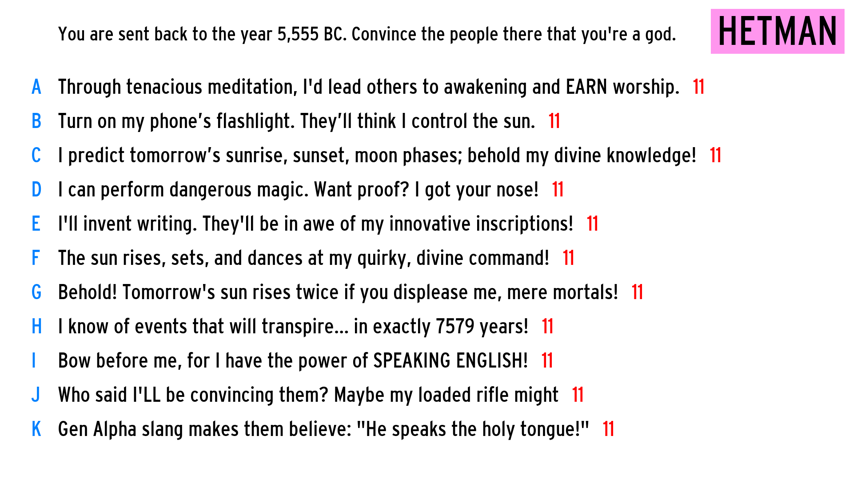 You are sent back to the year 5,555 BC. Convince the people there that you're a god.
HETMAN
A Through tenacious meditation, I'd lead others to awakening and EARN worship. 11
B Turn on my phone’s flashlight. They’ll think I control the sun. 11
C I predict tomorrow’s sunrise, sunset, moon phases; behold my divine knowledge! 11
D I can perform dangerous magic. Want proof? I got your nose! 11
E I'll invent writing. They'll be in awe of my innovative inscriptions! 11
F The sun rises, sets, and dances at my quirky, divine command! 11
G Behold! Tomorrow's sun rises twice if you displease me, mere mortals! 11
H I know of events that will transpire... in exactly 7579 years! 11
I Bow before me, for I have the power of SPEAKING ENGLISH! 11
J Who said I'LL be convincing them? Maybe my loaded rifle might 11
K Gen Alpha slang makes them believe: "He speaks the holy tongue!" 11